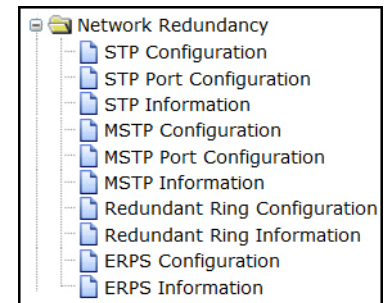 Network Redundancy
STP Configuration
STP Port Configuration
STP Information
MSTP Configuration
MSTP Port Configuration
MSTP Information
Redundant Ring Configuration
Redundant Ring Information
ERPS Configuration
ERPS Information